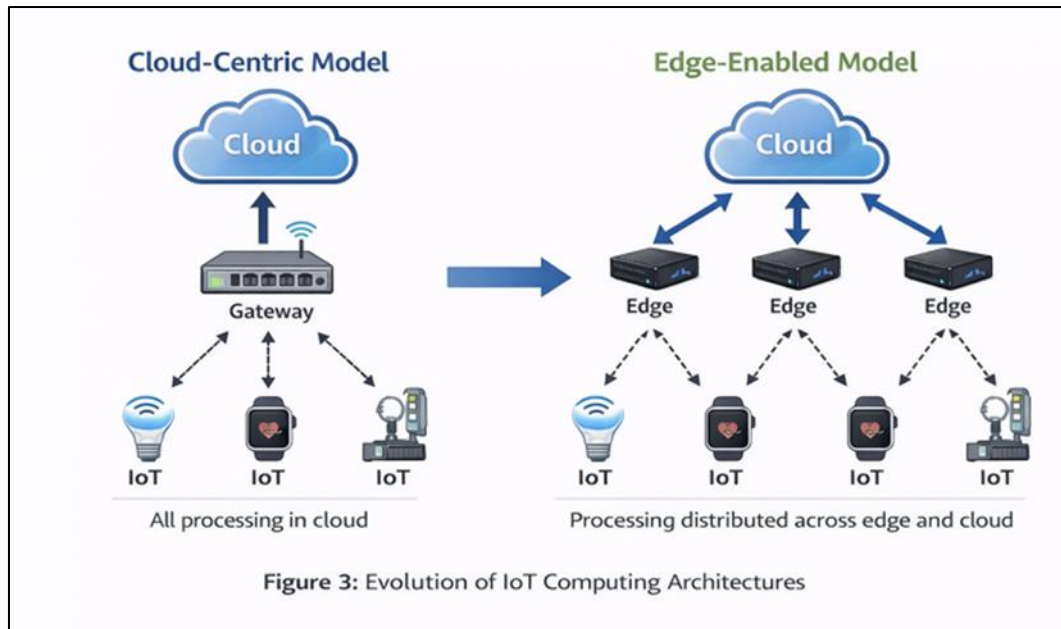 Cloud-Centric Model
Cloud
Gateway
IoT IoT IoT
All processing in cloud
Edge-Enabled Model
Cloud
Edge Edge Edge
IoT IoT IoT IoT
Processing distributed across edge and cloud
Figure 3: Evolution of IoT Computing Architectures